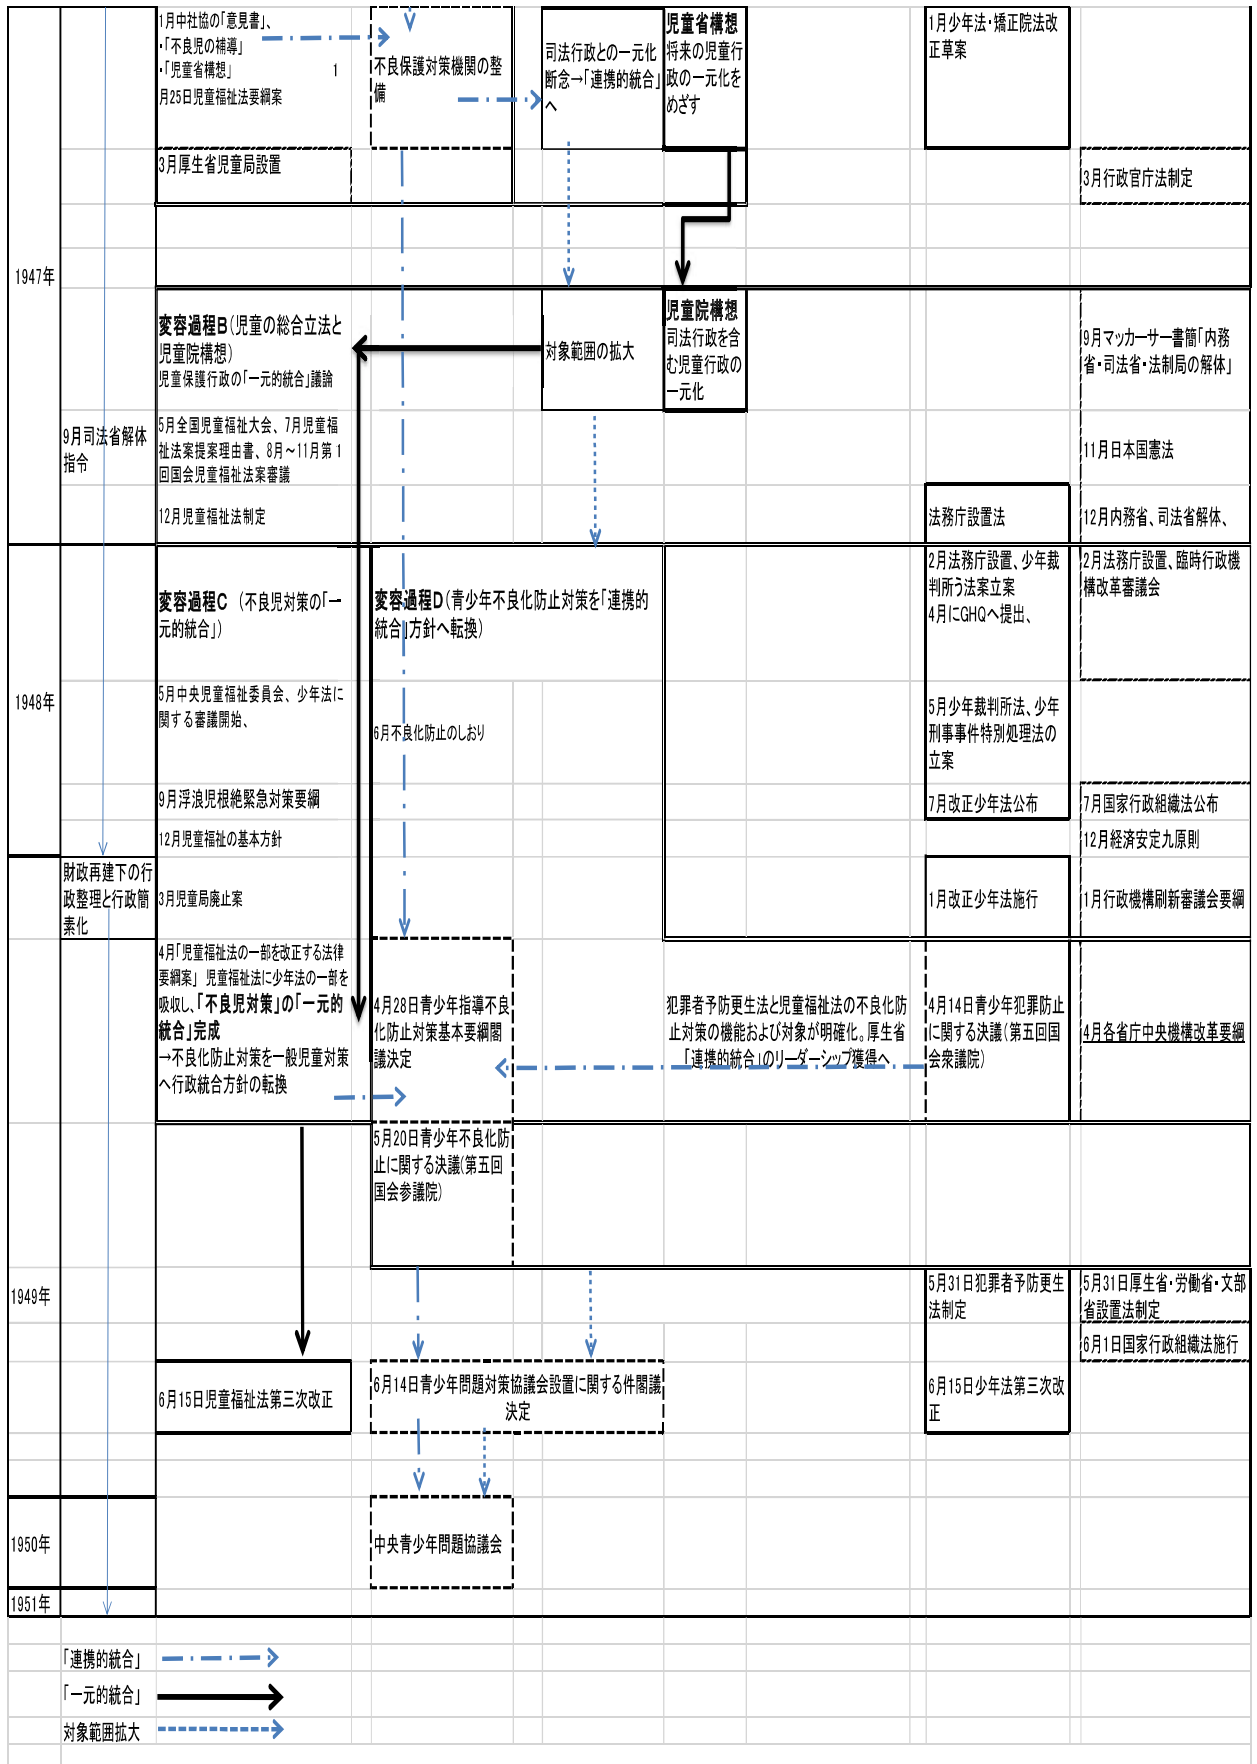 1月中社協の「意見書」、
・「不良児の補導」
・「児童省構想」 1
月25日児童福祉法要綱案
不良保護対策機関の整
備
司法行政との一元化
断念→「連携的統合」
へ
児童省構想
将来の児童行
政の一元化を
めざす
1月少年法・矯正院法改
正草案
3月厚生省児童局設置
3月行政官庁法制定
1947年
変容過程B(児童の総合立法と
児童院構想)
児童保護行政の「一元的統合」議論
対象範囲の拡大
児童院構想
司法行政を含
む児童行政の
一元化
9月マッカーサー書簡「内務
省・司法省・法制局の解体」
9月司法省解体
指令
5月全国児童福祉大会、7月児童福
祉法案提案理由書、8月～11月第1
回国会児童福祉法案審議
11月日本国憲法
12月児童福祉法制定
法務庁設置法
12月内務省、司法省解体、
1948年
変容過程C (不良児対策の「一
元的統合」)
変容過程D(青少年不良化防止対策を「連携的
統合」方針へ転換)
2月法務庁設置、少年裁
判所う法案立案
4月にGHQへ提出、
2月法務庁設置、臨時行政機
構改革審議会
5月中央児童福祉委員会、少年法に
関する審議開始、
6月不良化防止のしおり
5月少年裁判所法、少年
刑事事件特別処理法の
立案
9月浮浪児根絶緊急対策要綱
7月改正少年法公布
7月国家行政組織法公布
12月児童福祉の基本方針
12月経済安定九原則
財政再建下の行
政整理と行政簡
素化
3月児童局廃止案
1月改正少年法施行
1月行政機構刷新審議会要綱
4月「児童福祉法の一部を改正する法律
要綱案」 児童福祉法に少年法の一部を
吸収し、「不良児対策」の「一元的
統合」完成
→不良化防止対策を一般児童対策
へ行政統合方針の転換
4月28日青少年指導不良
化防止対策基本要綱閣
議決定
犯罪者予防更生法と児童福祉法の不良化防
止対策の機能および対象が明確化。厚生省
「連携的統合」のリーダーシップ獲得へ
4月14日青少年犯罪防止
に関する決議(第五回国
会衆議院)
4月各省庁中央機構改革要綱
5月20日青少年不良化防
止に関する決議(第五回
国会参議院)
1949年
5月31日犯罪者予防更生
法制定
5月31日厚生省・労働省・文部
省設置法制定
6月1日国家行政組織法施行
6月15日児童福祉法第三次改正
6月14日青少年問題対策協議会設置に関する件閣議
決定
6月15日少年法第三次改
正
1950年
中央青少年問題協議会
1951年
「連携的統合」
「一元的統合」
対象範囲拡大